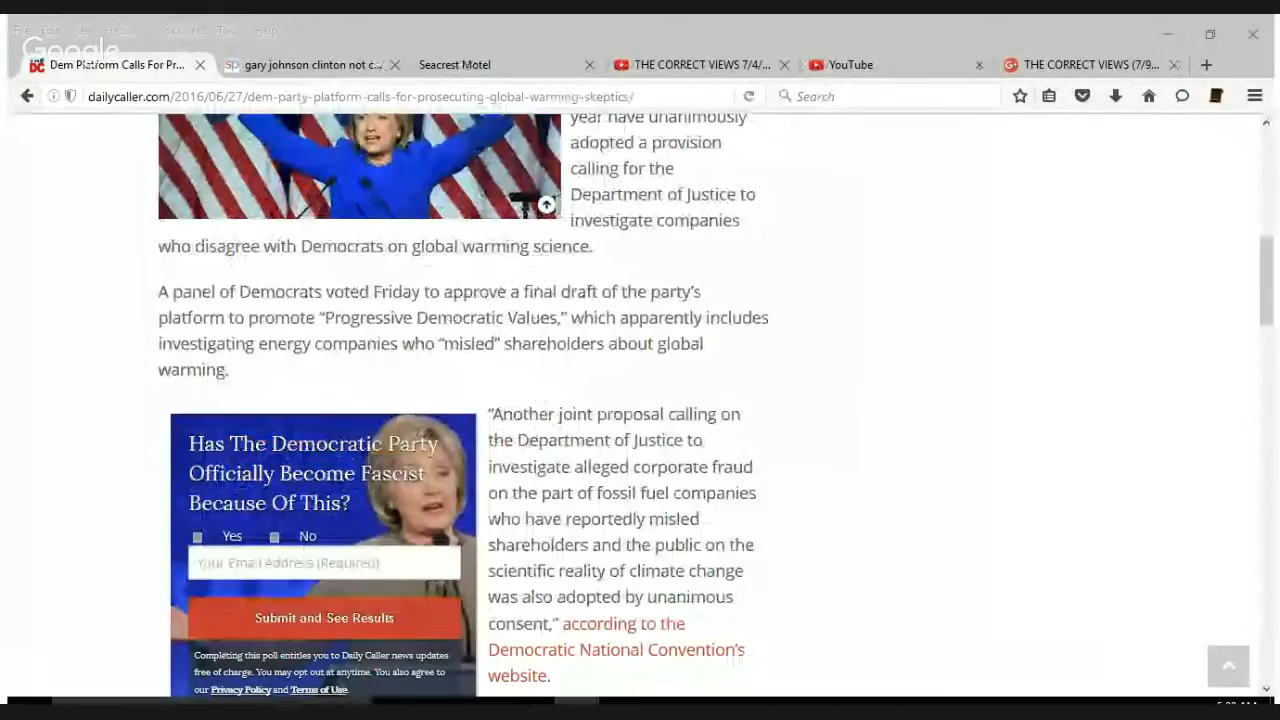 File Edit View Tools Help
Google
Dem Platform Calls For Pr...
gary johnson clinton not c...
Seacrest Motel
THE CORRECT VIEWS 7/4/...
YouTube
THE CORRECT VIEWS (7/9...
dailycaller.com/2016/06/27/dem-party-platform-calls-for-prosecuting-global-warming-skeptics/
Search
year have unanimously
adopted a provision
calling for the
Department of Justice to
investigate companies
who disagree with Democrats on global warming science.
A panel of Democrats voted Friday to approve a final draft of the party’s
platform to promote “Progressive Democratic Values,” which apparently includes
investigating energy companies who “misled” shareholders about global
warming.
Has The Democratic Party
Officially Become Fascist
Because Of This?
Yes No
Your Email Address (Required)
Submit and See Results
Completing this poll entitles you to Daily Caller news updates
free of charge. You may opt out at anytime. You also agree to
our Privacy Policy and Terms of Use.
“Another joint proposal calling on
the Department of Justice to
investigate alleged corporate fraud
on the part of fossil fuel companies
who have reportedly misled
shareholders and the public on the
scientific reality of climate change
was also adopted by unanimous
consent,” according to the
Democratic National Convention’s
website.